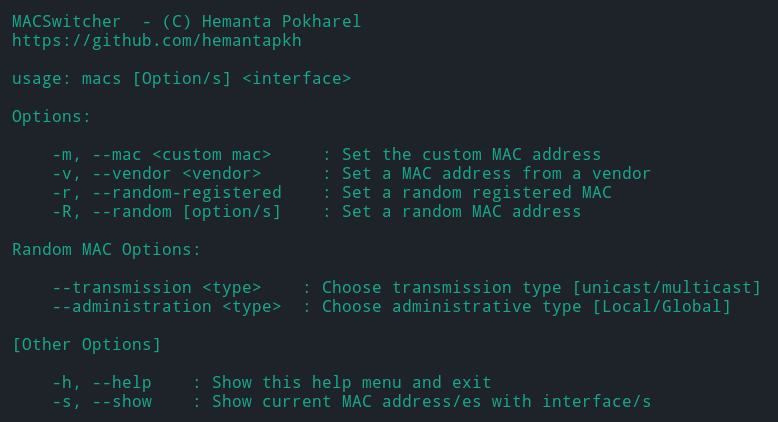 MACSwitcher  - (C) Hemanta Pokharel
https://github.com/hemantapkh
usage: macs [Option/s] <interface>
Options:
-m, --mac <custom mac>     : Set the custom MAC address
-v, --vendor <vendor>      : Set a MAC address from a vendor
-r, --random-registered    : Set a random registered MAC
-R, --random [option/s]    : Set a random MAC address
Random MAC Options:
--transmission <type>    : Choose transmission type [unicast/multicast]
--administration <type>  : Choose administrative type [Local/Global]
[Other Options]
-h, --help    : Show this help menu and exit
-s, --show    : Show current MAC address/es with interface/s